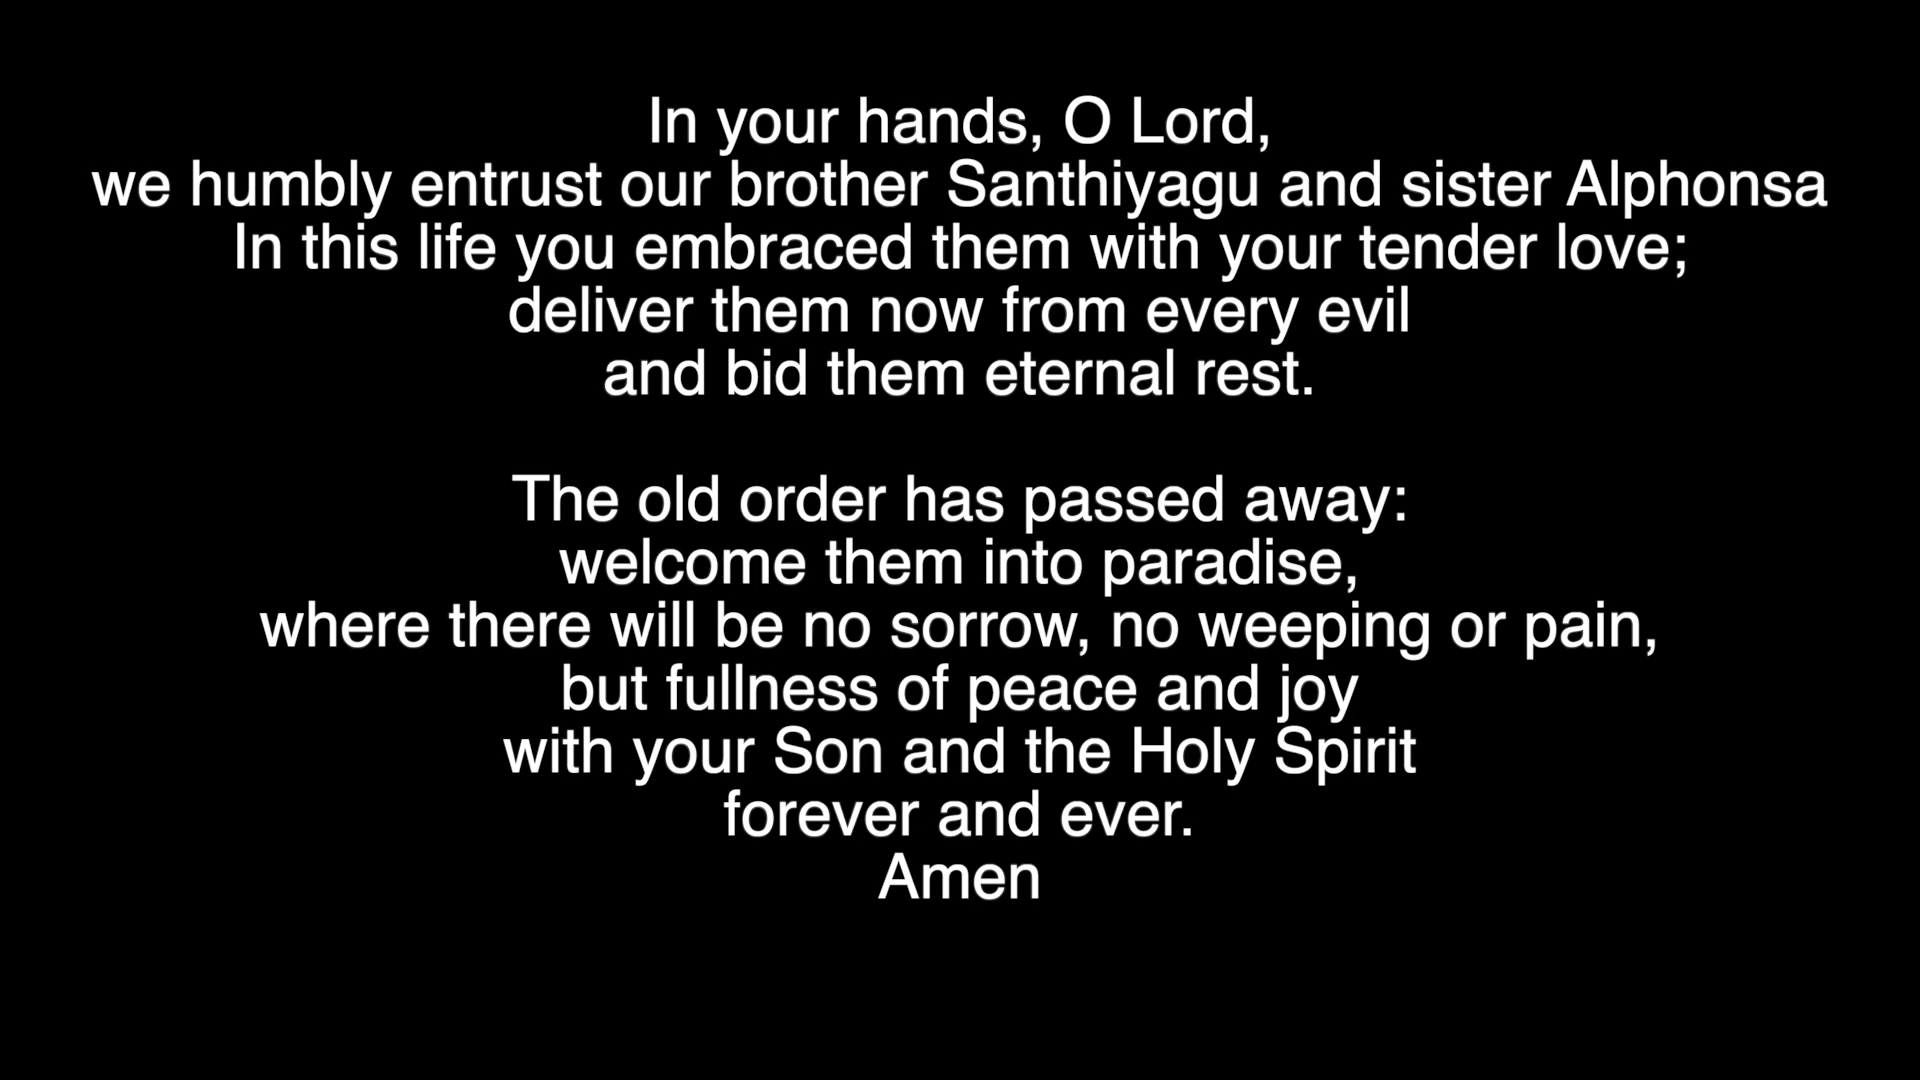 In your hands, O Lord,
we humbly entrust our brother Santhiyagu and sister Alphonsa
In this life you embraced them with your tender love;
deliver them now from every evil
and bid them eternal rest.
The old order has passed away:
welcome them into paradise,
where there will be no sorrow, no weeping or pain,
but fullness of peace and joy
with your Son and the Holy Spirit
forever and ever.
Amen